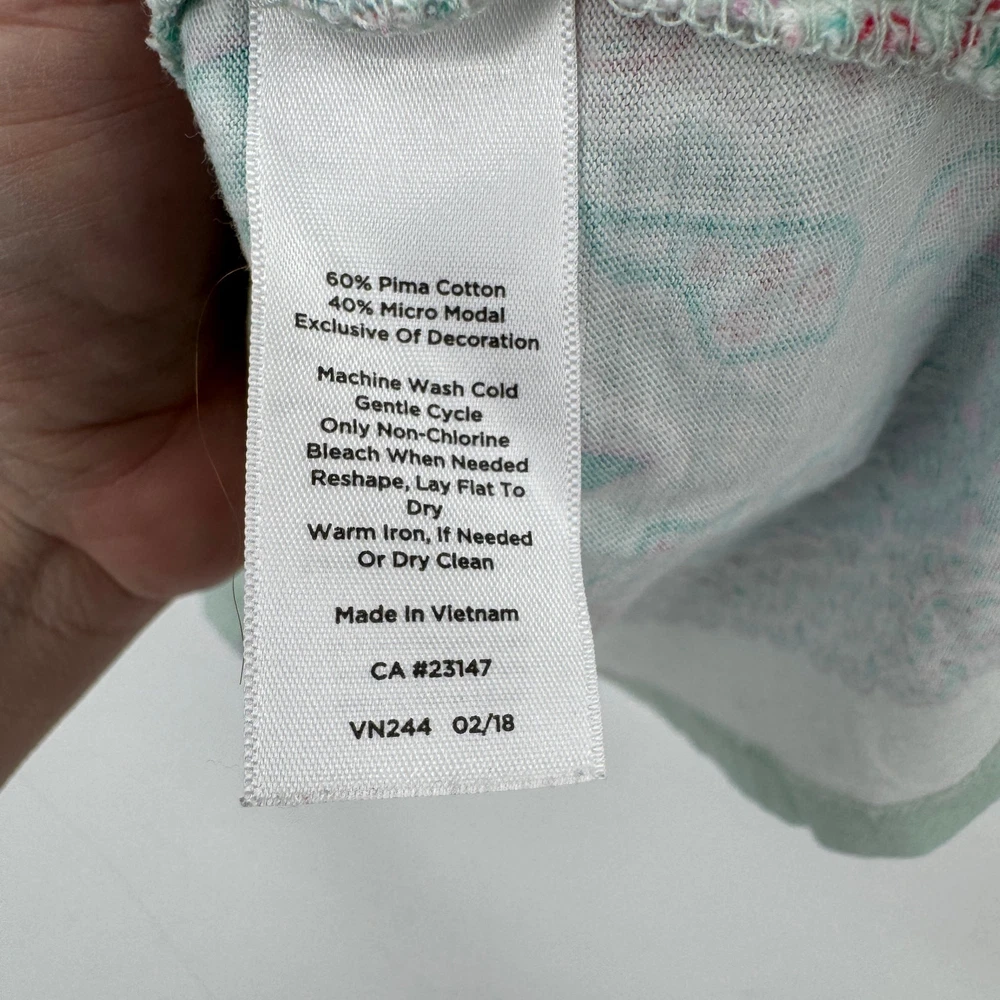 60% Pima Cotton
40% Micro Modal
Exclusive Of Decoration
Machine Wash Cold
Gentle Cycle
Only Non-Chlorine
Bleach When Needed
Reshape, Lay Flat To
Dry
Warm Iron, If Needed
Or Dry Clean
Made In Vietnam
CA #23147
VN244 02/18